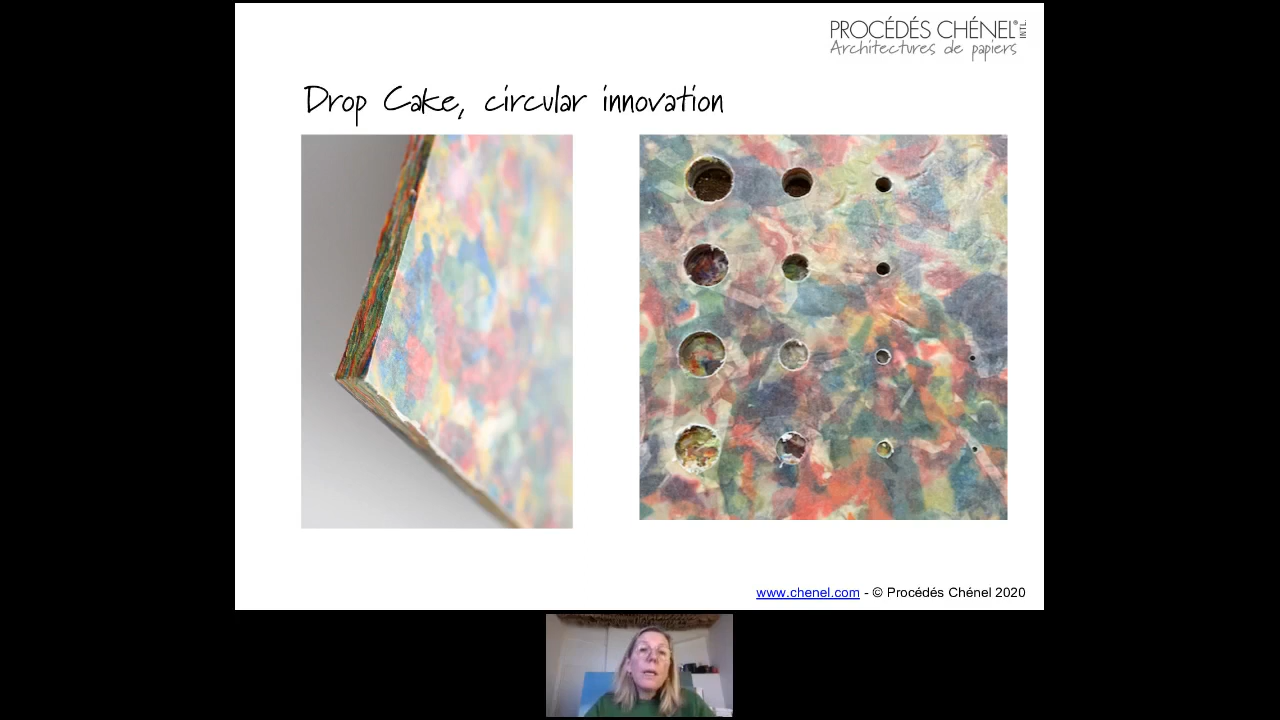 PROCÉDÉS CHÉNEL® INTL.
Architectures de papiers
Drop Cake, circular innovation
www.chenel.com - © Procédés Chénel 2020